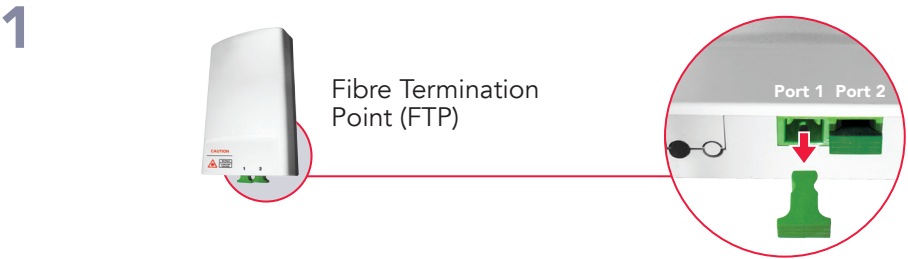 1
Fibre Termination
Point (FTP)
CAUTION
1 2
Port 1 Port 2